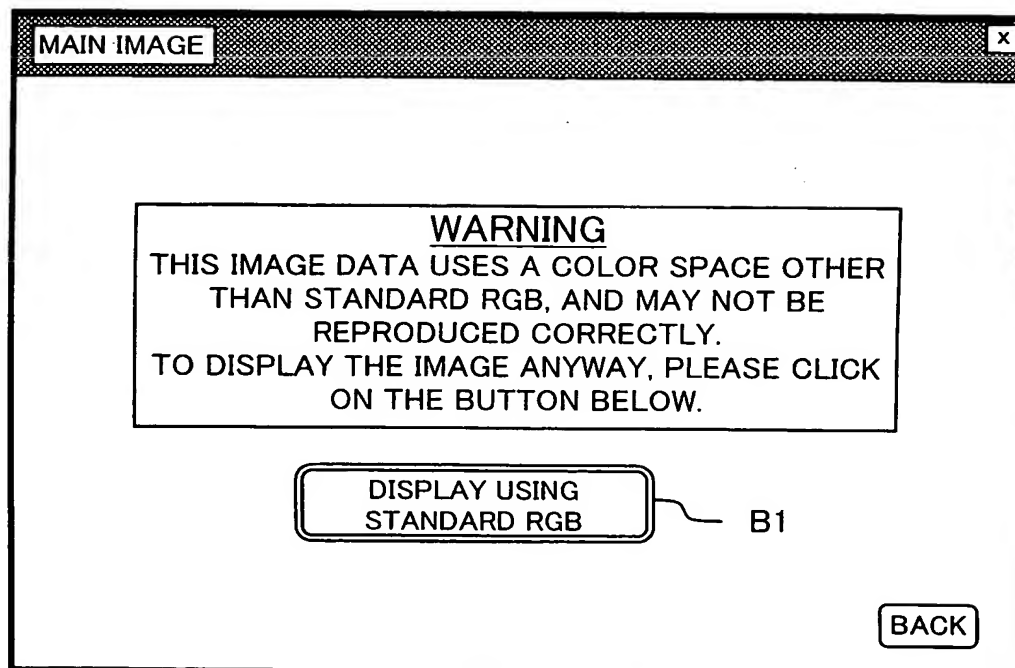 MAIN IMAGE
X
WARNING
THIS IMAGE DATA USES A COLOR SPACE OTHER
THAN STANDARD RGB, AND MAY NOT BE
REPRODUCED CORRECTLY.
TO DISPLAY THE IMAGE ANYWAY, PLEASE CLICK
ON THE BUTTON BELOW.
DISPLAY USING
STANDARD RGB
B1
BACK